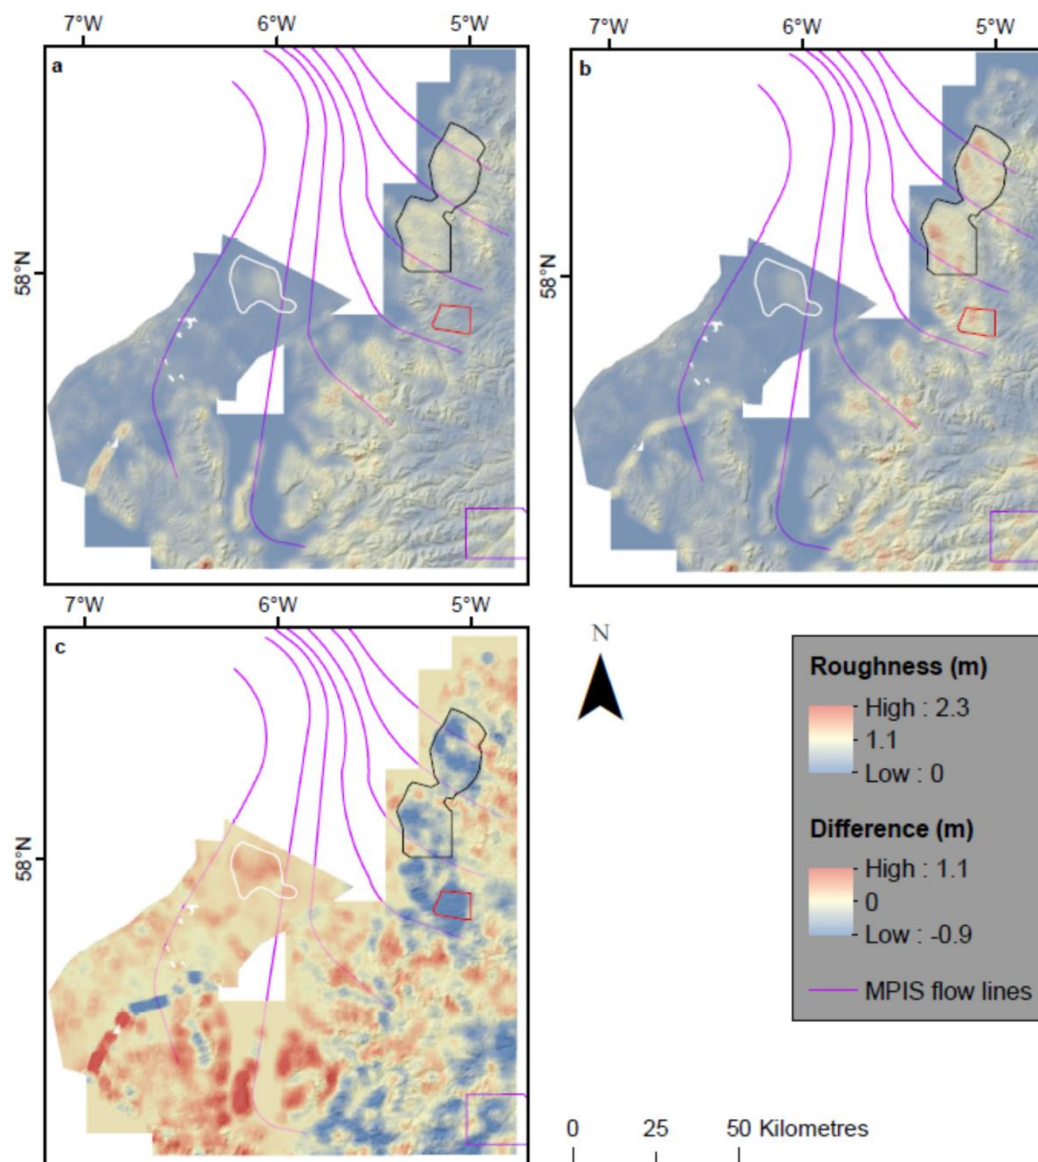 7°W 6°W 5°W 7°W 6°W 5°W
a b
58°N 58°N
7°W 6°W 5°W
c
N
58°N
Roughness (m)
High : 2.3
1.1
Low : 0
Difference (m)
High : 1.1
0
Low : -0.9
MPIS flow lines
0 25 50 Kilometres